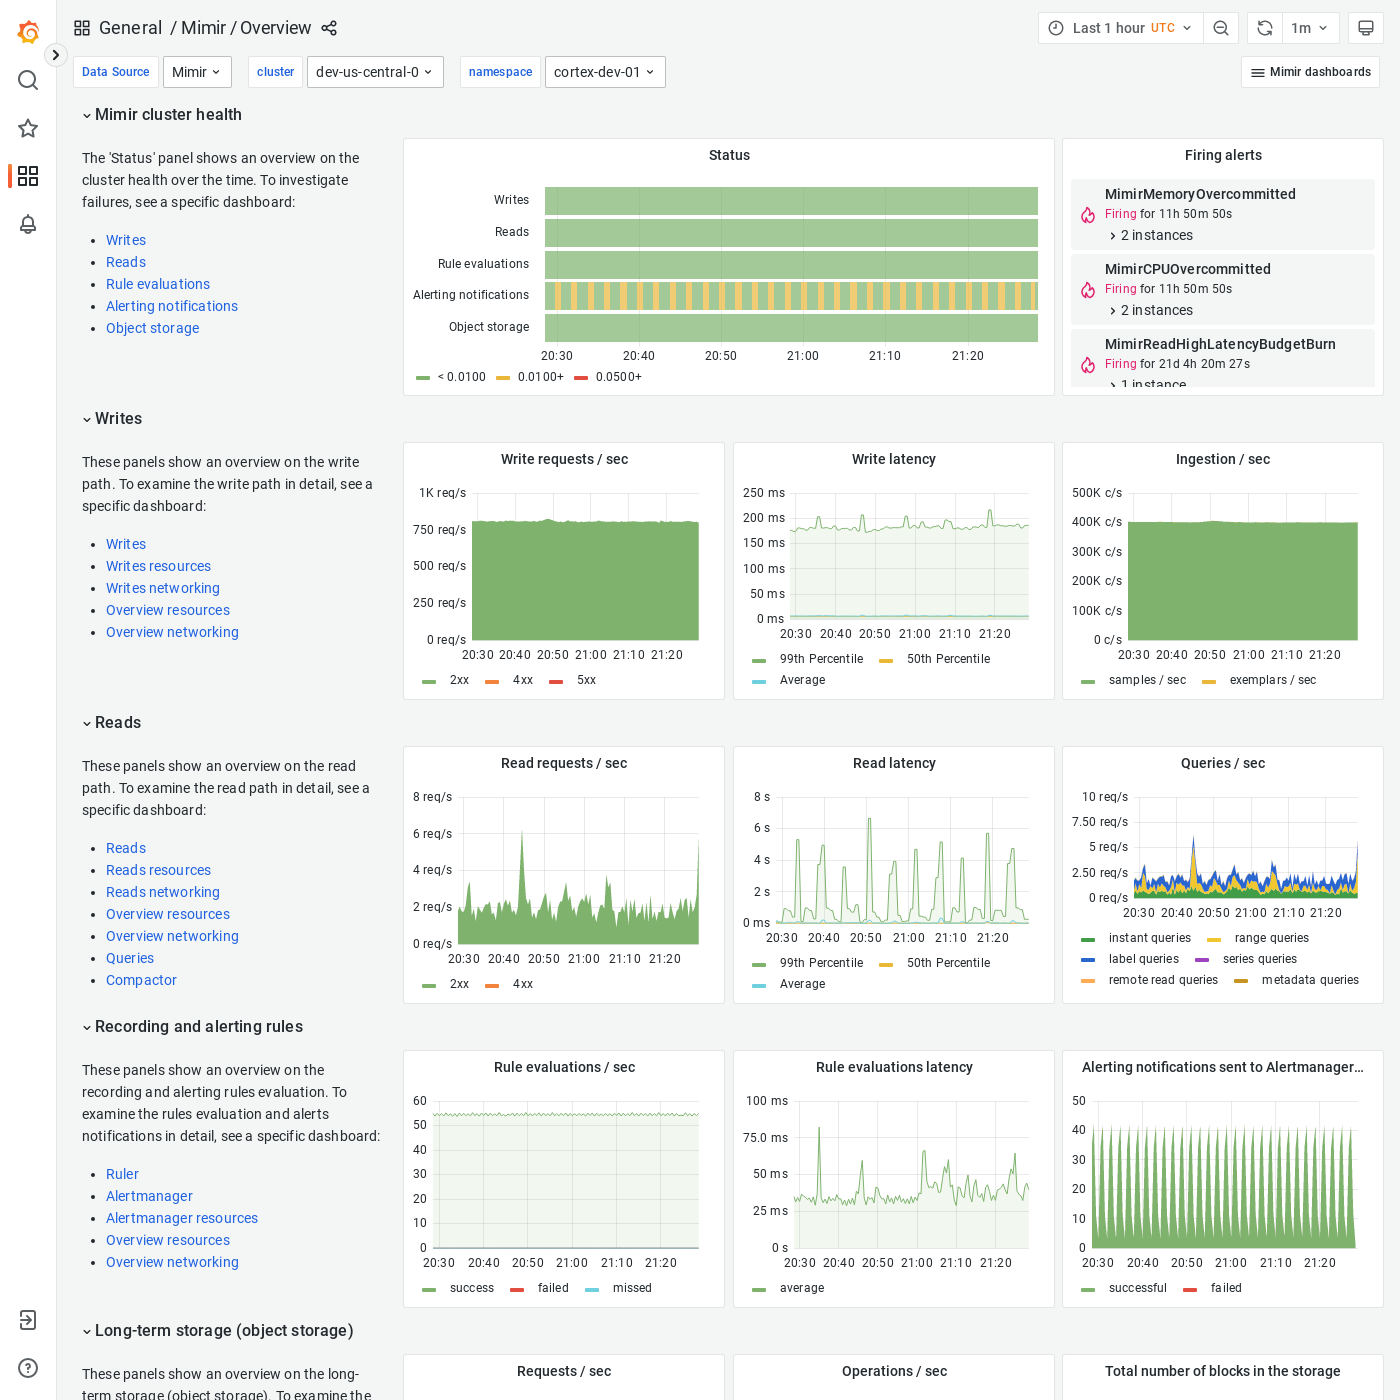 General / Mimir / Overview
Last 1 hour UTC
1m
Data Source Mimir cluster dev-us-central-0 namespace cortex-dev-01
Mimir dashboards
Mimir cluster health
The 'Status' panel shows an overview on the
cluster health over the time. To investigate
failures, see a specific dashboard:
Writes
Reads
Rule evaluations
Alerting notifications
Object storage
Status
Writes
Reads
Rule evaluations
Alerting notifications
Object storage
20:30 20:40 20:50 21:00 21:10 21:20
< 0.0100 0.0100+ 0.0500+
Firing alerts
MimirMemoryOvercommitted
Firing for 11h 50m 50s
2 instances
MimirCPUOvercommitted
Firing for 11h 50m 50s
2 instances
MimirReadHighLatencyBudgetBurn
Firing for 21d 4h 20m 27s
1 instance
Writes
These panels show an overview on the write
path. To examine the write path in detail, see a
specific dashboard:
Writes
Writes resources
Writes networking
Overview resources
Overview networking
Write requests / sec
1K req/s
750 req/s
500 req/s
250 req/s
0 req/s
20:30 20:40 20:50 21:00 21:10 21:20
2xx 4xx 5xx
Write latency
250 ms
200 ms
150 ms
100 ms
50 ms
0 ms
20:30 20:40 20:50 21:00 21:10 21:20
99th Percentile 50th Percentile
Average
Ingestion / sec
500K c/s
400K c/s
300K c/s
200K c/s
100K c/s
0 c/s
20:30 20:40 20:50 21:00 21:10 21:20
samples / sec exemplars / sec
Reads
These panels show an overview on the read
path. To examine the read path in detail, see a
specific dashboard:
Reads
Reads resources
Reads networking
Overview resources
Overview networking
Queries
Compactor
Read requests / sec
8 req/s
6 req/s
4 req/s
2 req/s
0 req/s
20:30 20:40 20:50 21:00 21:10 21:20
2xx 4xx
Read latency
8 s
6 s
4 s
2 s
0 ms
20:30 20:40 20:50 21:00 21:10 21:20
99th Percentile 50th Percentile
Average
Queries / sec
10 req/s
7.50 req/s
5 req/s
2.50 req/s
0 req/s
20:30 20:40 20:50 21:00 21:10 21:20
instant queries range queries
label queries series queries
remote read queries metadata queries
Recording and alerting rules
These panels show an overview on the
recording and alerting rules evaluation. To
examine the rules evaluation and alerts
notifications in detail, see a specific dashboard:
Ruler
Alertmanager
Alertmanager resources
Overview resources
Overview networking
Rule evaluations / sec
60
50
40
30
20
10
0
20:30 20:40 20:50 21:00 21:10 21:20
success failed missed
Rule evaluations latency
100 ms
75.0 ms
50 ms
25 ms
0 s
20:30 20:40 20:50 21:00 21:10 21:20
average
Alerting notifications sent to Alertmanager…
50
40
30
20
10
0
20:30 20:40 20:50 21:00 21:10 21:20
successful failed
Long-term storage (object storage)
These panels show an overview on the long-
term storage (object storage). To examine the
Requests / sec
Operations / sec
Total number of blocks in the storage